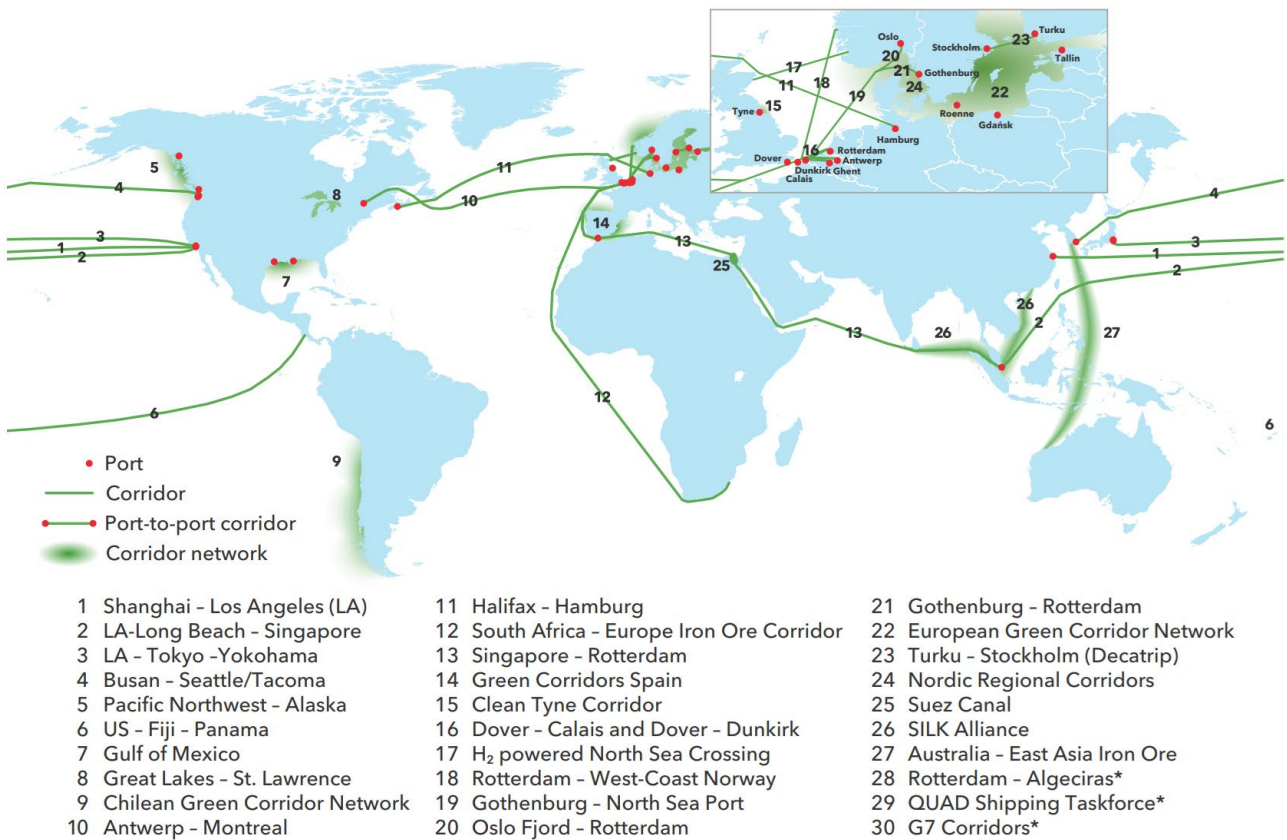 Oslo
Stockholm
23
Turku
Tallin
20
21
Gothenburg
24
22
17
11
18
19
Tyne
15
Roenne
Gdańsk
Hamburg
16
Rotterdam
Dover
Antwerp
Dunkirk
Ghent
Calais
5
4
8
11
10
4
3
1
2
7
14
13
25
3
1
2
26
2
26
27
13
6
12
6
9
Port
Corridor
Port-to-port corridor
Corridor network
1 Shanghai – Los Angeles (LA)
2 LA-Long Beach – Singapore
3 LA – Tokyo –Yokohama
4 Busan – Seattle/Tacoma
5 Pacific Northwest – Alaska
6 US – Fiji – Panama
7 Gulf of Mexico
8 Great Lakes – St. Lawrence
9 Chilean Green Corridor Network
10 Antwerp – Montreal
11 Halifax – Hamburg
12 South Africa – Europe Iron Ore Corridor
13 Singapore – Rotterdam
14 Green Corridors Spain
15 Clean Tyne Corridor
16 Dover – Calais and Dover – Dunkirk
17 H₂ powered North Sea Crossing
18 Rotterdam – West-Coast Norway
19 Gothenburg – North Sea Port
20 Oslo Fjord – Rotterdam
21 Gothenburg – Rotterdam
22 European Green Corridor Network
23 Turku – Stockholm (Decatrip)
24 Nordic Regional Corridors
25 Suez Canal
26 SILK Alliance
27 Australia – East Asia Iron Ore
28 Rotterdam – Algeciras*
29 QUAD Shipping Taskforce*
30 G7 Corridors*